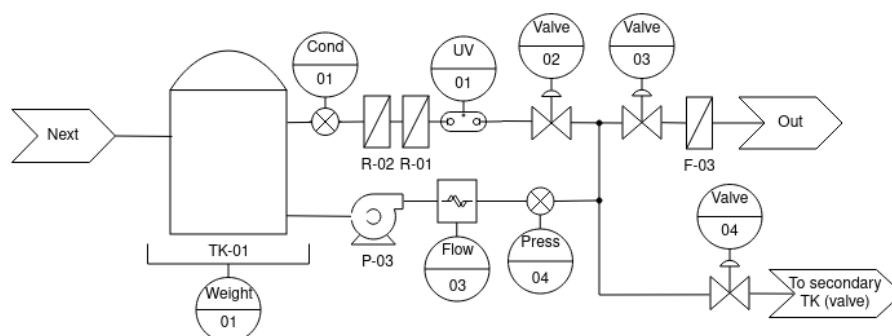 Cond
01
UV
01
Valve
02
Valve
03
Next
Out
R-02
R-01
F-03
TK-01
P-03
Flow
03
Press
04
Valve
04
Weight
01
To secondary
TK (valve)